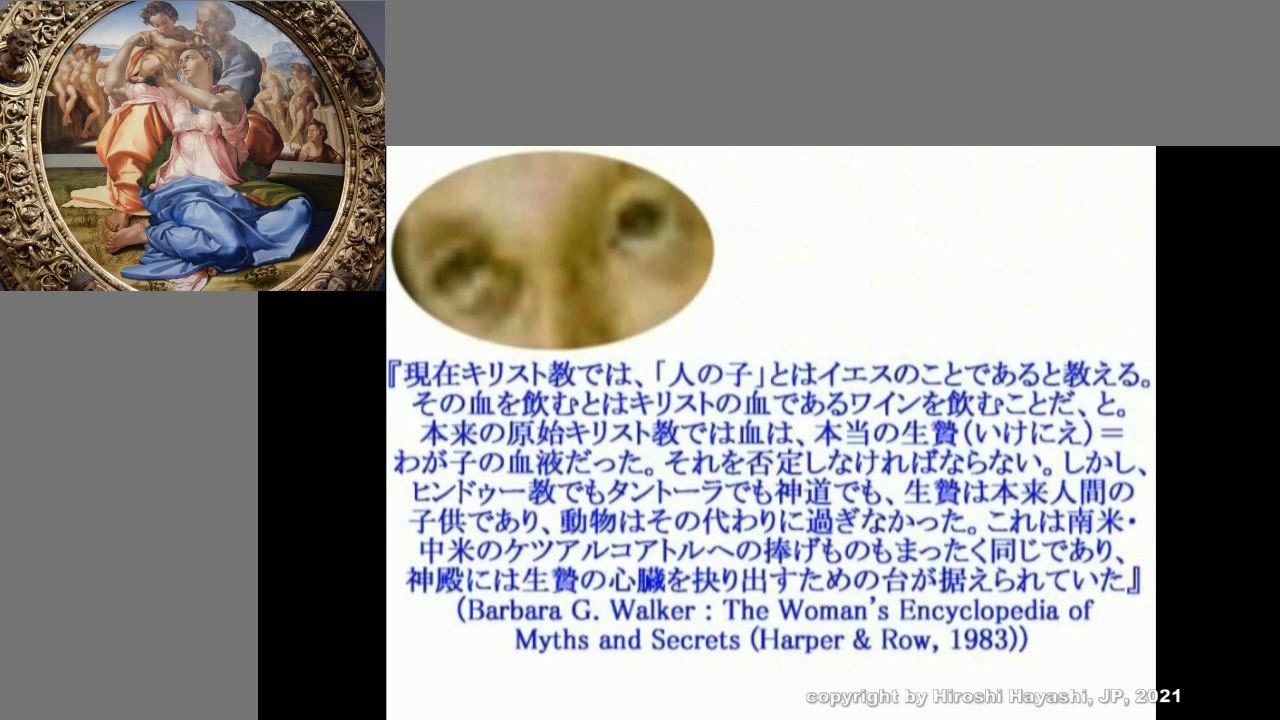 『現在キリスト教では、「人の子」とはイエスのことであると教える。
その血を飲むとはキリストの血であるワインを飲むことだ、と。
本来の原始キリスト教では血は、本当の生贄（いけにえ）＝
わが子の血液だった。それを否定しなければならない。しかし、
ヒンドゥー教でもタントーラでも神道でも、生贄は本来人間の
子供であり、動物はその代わりに過ぎなかった。これは南米・
中米のケツアルコアトルへの捧げものもまったく同じであり、
神殿には生贄の心臓を抉り出すための台が据えられていた』
(Barbara G. Walker : The Woman's Encyclopedia of
Myths and Secrets (Harper & Row, 1983))
copyright by Hiroshi Hayashi, JP, 2021